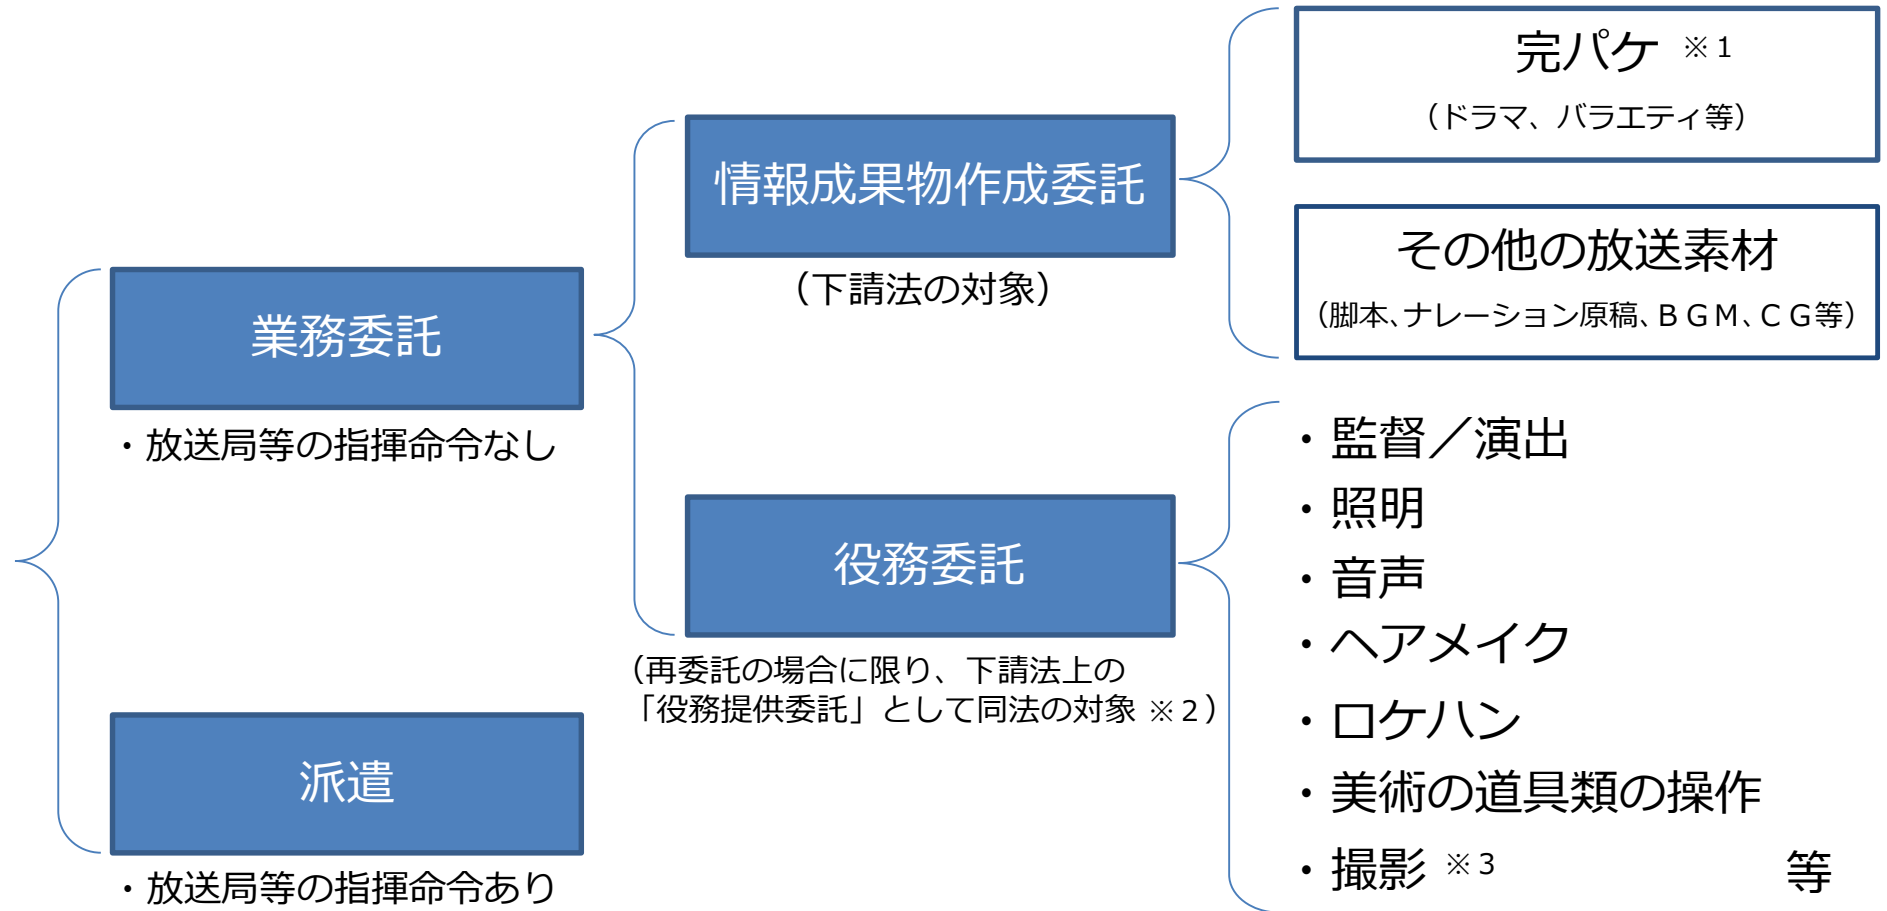 業務委託
・放送局等の指揮命令なし
派遣
・放送局等の指揮命令あり
情報成果物作成委託
（下請法の対象）
役務委託
（再委託の場合に限り、下請法上の
「役務提供委託」として同法の対象 ※２）
完パケ ※１
（ドラマ、バラエティ等）
その他の放送素材
（脚本、ナレーション原稿、ＢＧＭ、ＣＧ等）
・監督／演出
・照明
・音声
・ヘアメイク
・ロケハン
・美術の道具類の操作
・撮影 ※３ 等